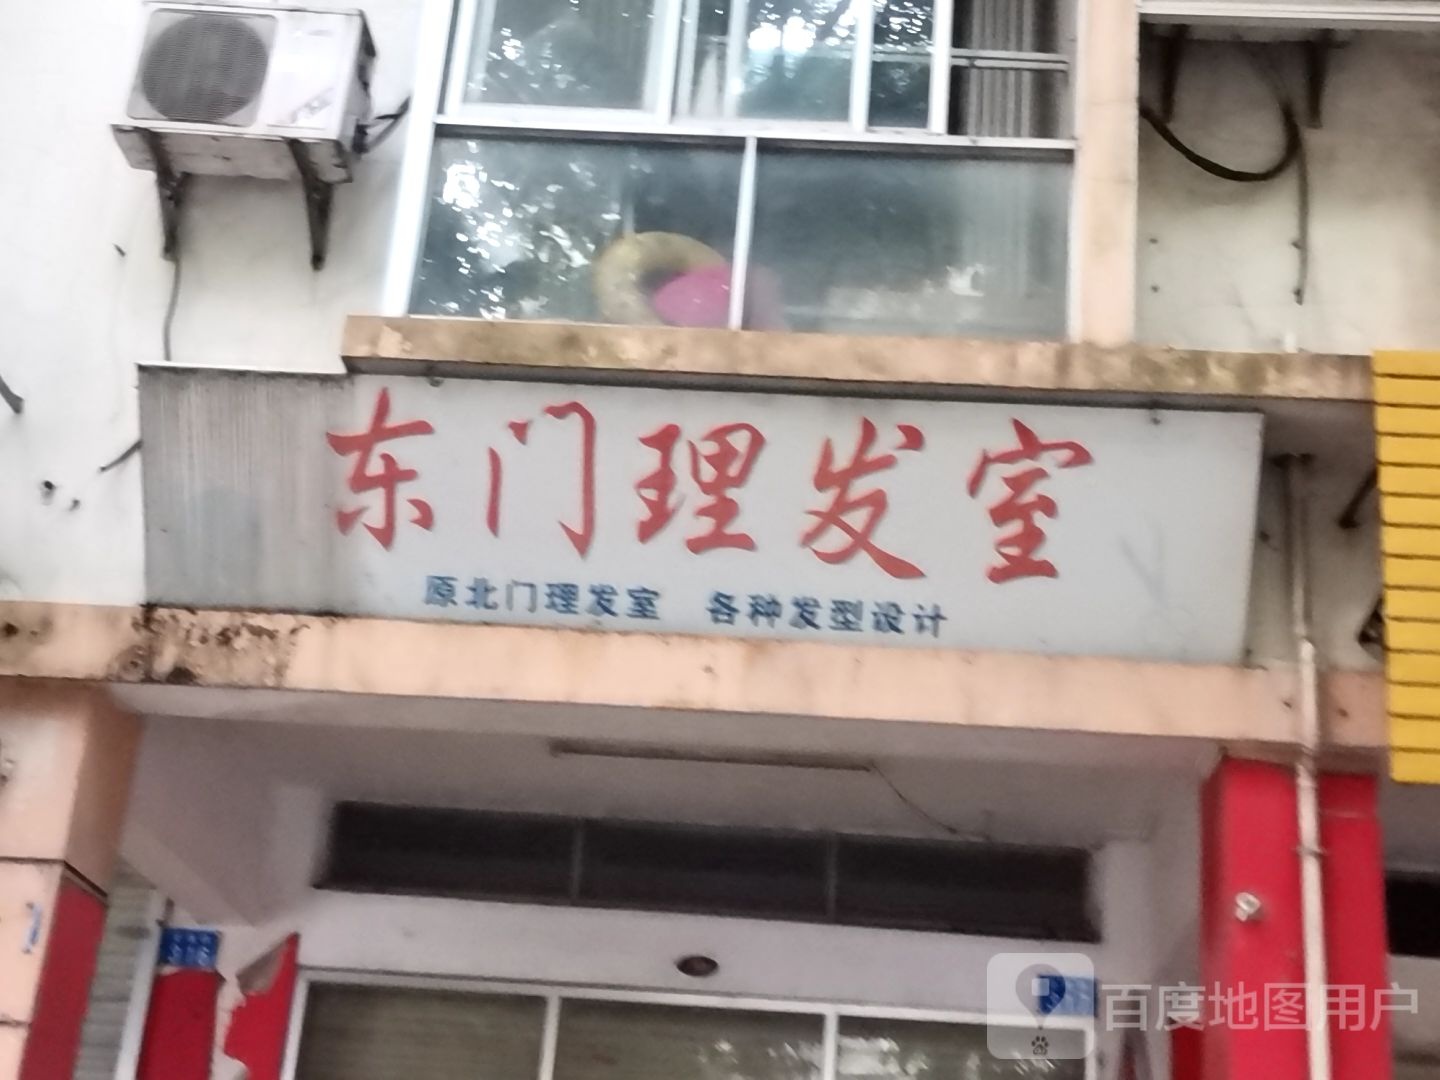 东门理发室
原北门理发室 各种发型设计
百度地图用户